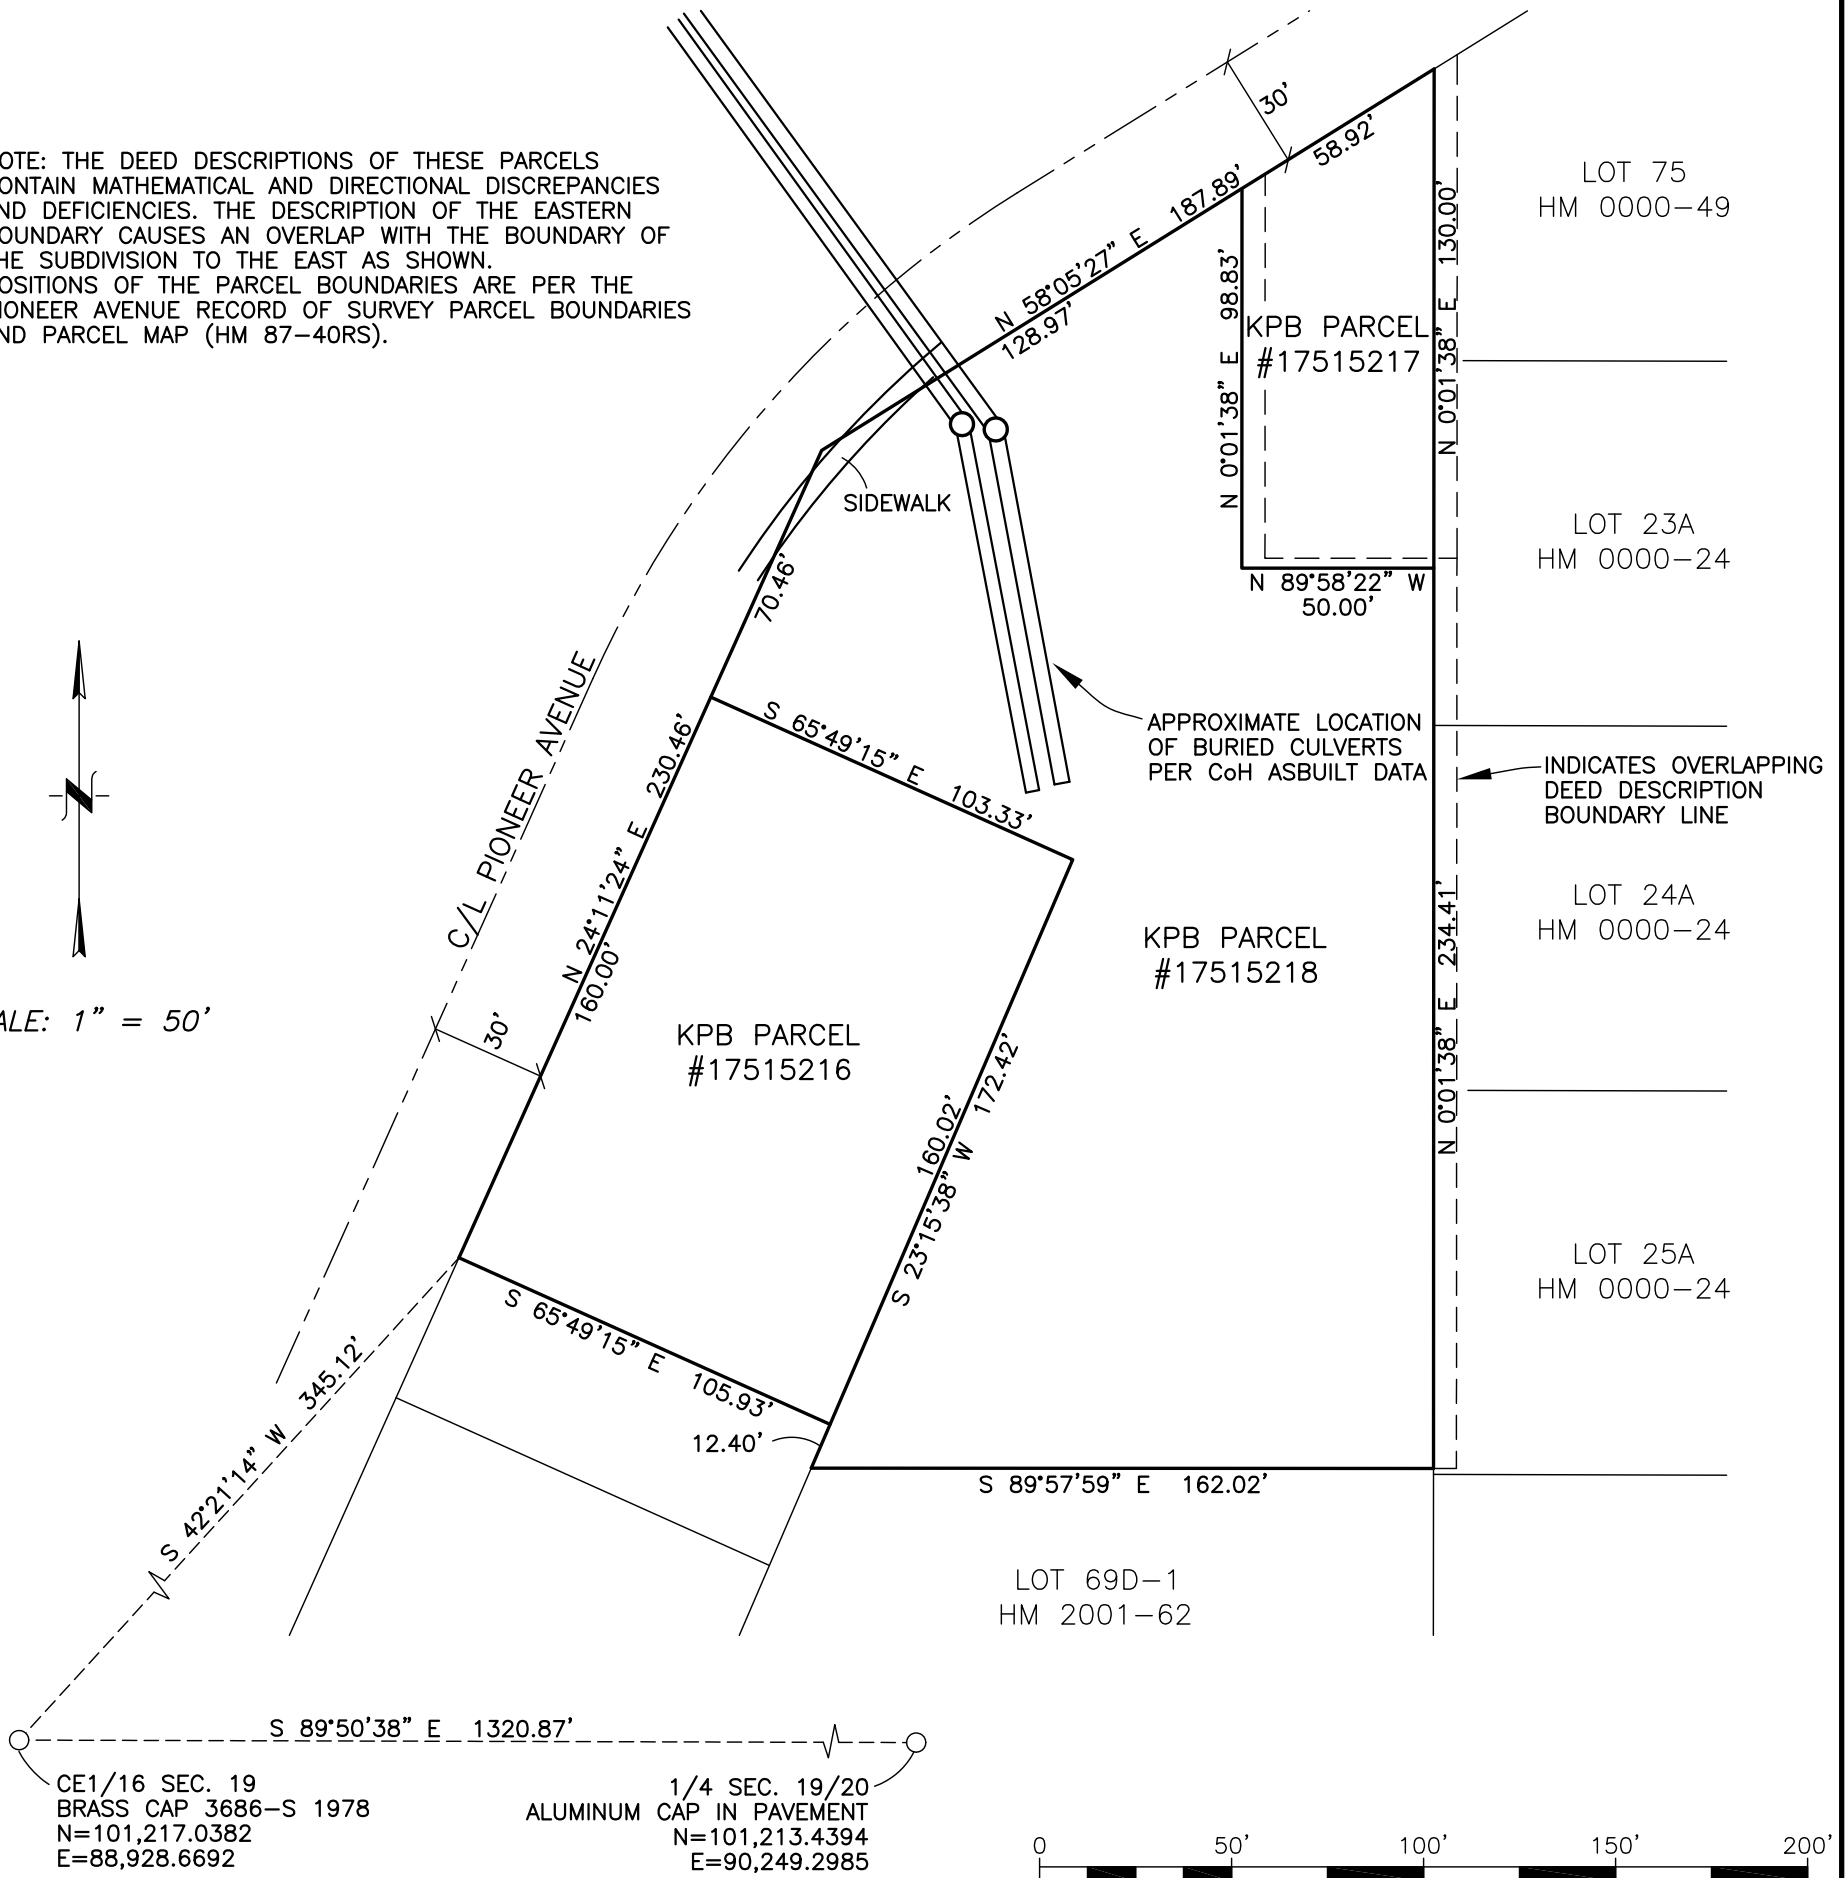 OTE: THE DEED DESCRIPTIONS OF THESE PARCELS
ONTAIN MATHEMATICAL AND DIRECTIONAL DISCREPANCIES
ND DEFICIENCIES. THE DESCRIPTION OF THE EASTERN
OUNDARY CAUSES AN OVERLAP WITH THE BOUNDARY OF
HE SUBDIVISION TO THE EAST AS SHOWN.
OSITIONS OF THE PARCEL BOUNDARIES ARE PER THE
IONEER AVENUE RECORD OF SURVEY PARCEL BOUNDARIES
ND PARCEL MAP (HM 87-40RS).
30'
58.92'
N 58°05'27" E 187.89'
128.97'
N 0°01'38" E 98.83'
KPB PARCEL
#17515217
N 0°01'38" E 130.00'
LOT 75
HM 0000-49
SIDEWALK
LOT 23A
HM 0000-24
N 89°58'22" W
50.00'
70.46'
C/L PIONEER AVENUE
N 24°11'24" E 230.46'
160.00'
S 65°49'15" E 103.33'
APPROXIMATE LOCATION
OF BURIED CULVERTS
PER CoH ASBUILT DATA
INDICATES OVERLAPPING
DEED DESCRIPTION
BOUNDARY LINE
LOT 24A
HM 0000-24
KPB PARCEL
#17515218
N 0°01'38" E 234.41'
ALE: 1" = 50'
30'
KPB PARCEL
#17515216
160.02'
S 23°15'38" W 172.42'
LOT 25A
HM 0000-24
S 65°49'15" E 105.93'
12.40'
S 89°57'59" E 162.02'
S 42°21'14" W 345.12'
LOT 69D-1
HM 2001-62
S 89°50'38" E 1320.87'
CE1/16 SEC. 19
BRASS CAP 3686-S 1978
N=101,217.0382
E=88,928.6692
1/4 SEC. 19/20
ALUMINUM CAP IN PAVEMENT
N=101,213.4394
E=90,249.2985
0 50' 100' 150' 200'
N